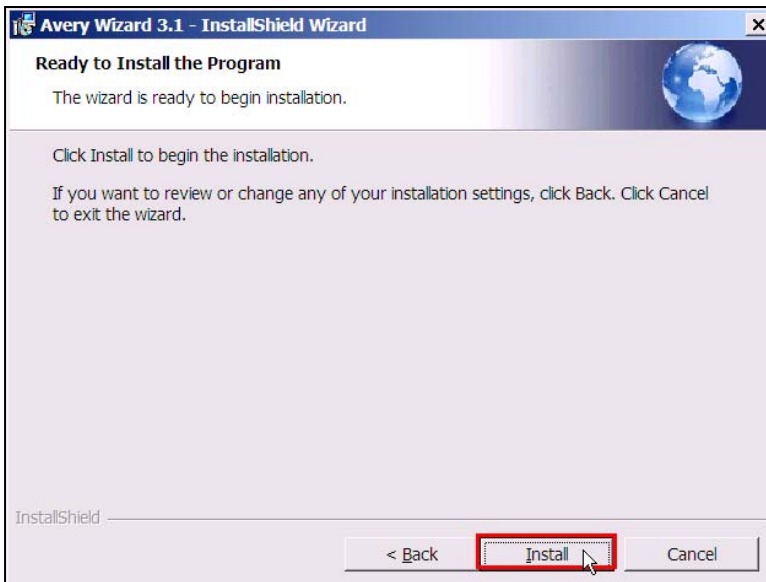 Avery Wizard 3.1 - InstallShield Wizard
Ready to Install the Program
The wizard is ready to begin installation.
Click Install to begin the installation.
If you want to review or change any of your installation settings, click Back. Click Cancel
to exit the wizard.
InstallShield
< Back Install Cancel